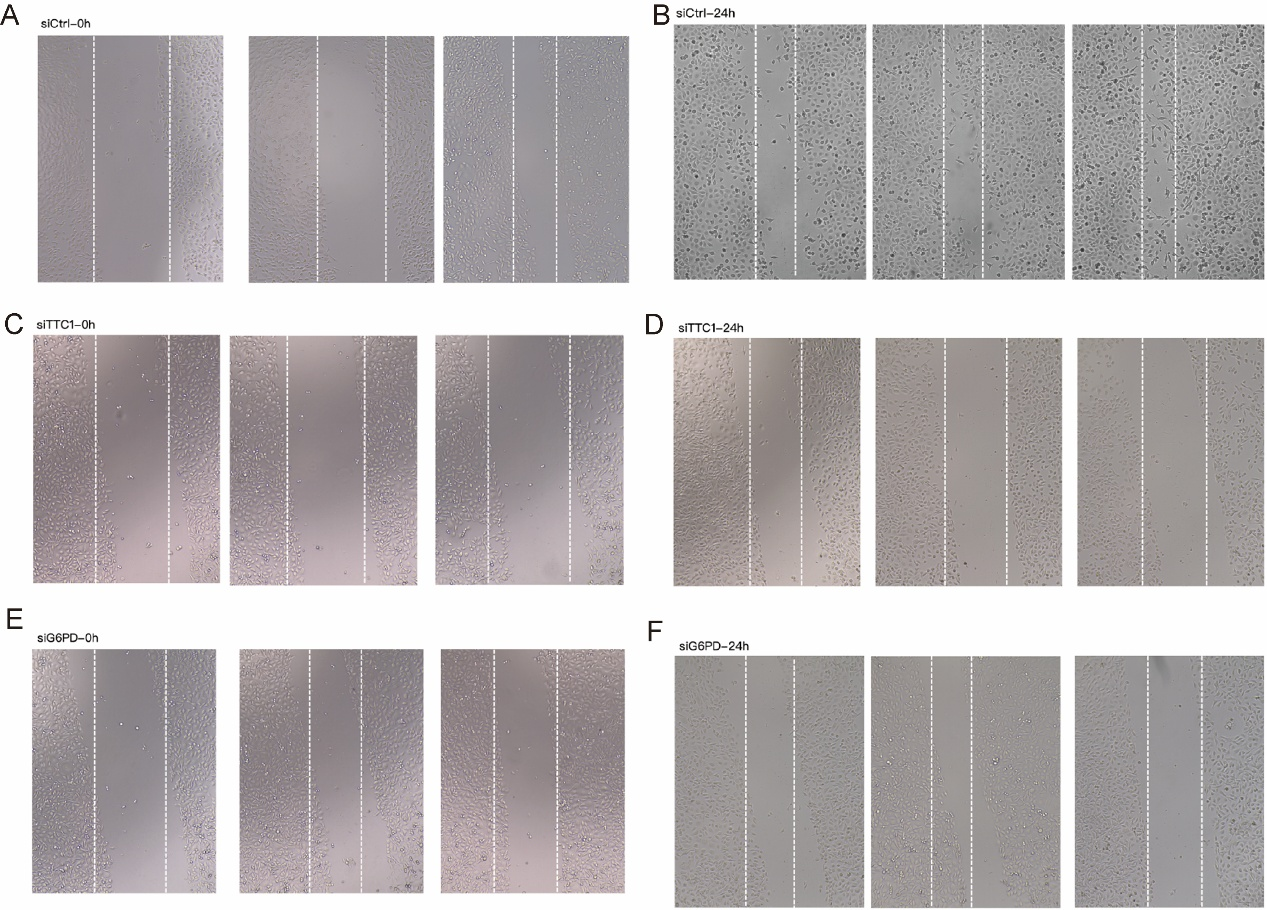 A
siCtrl-0h
B
siCtrl-24h
C
siTTC1-0h
D
siTTC1-24h
E
siG6PD-0h
F
siG6PD-24h